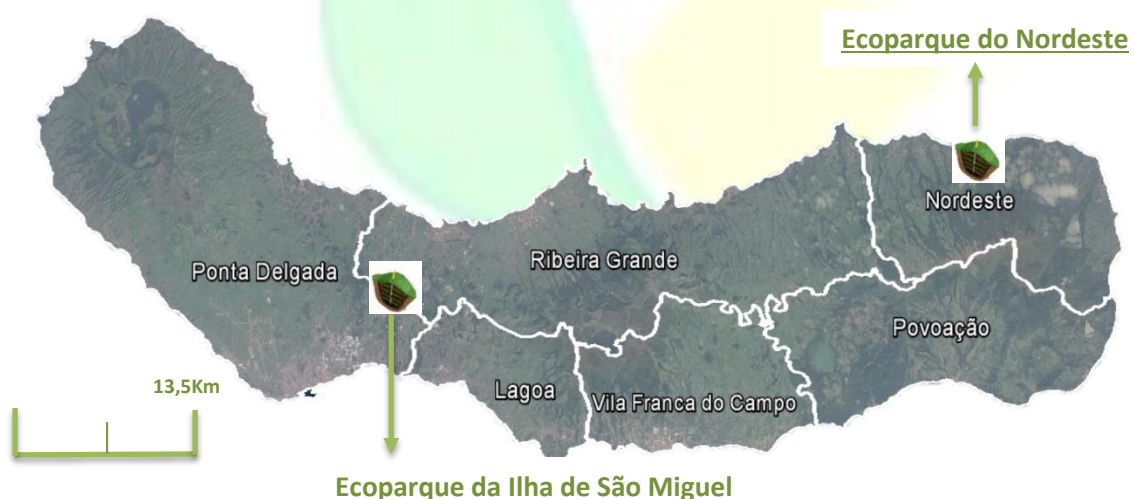 Ecoparque do Nordeste
Nordeste
Ribeira Grande
Ponta Delgada
Povoação
13,5Km
Lagoa
Vila Franca do Campo
Ecoparque da Ilha de São Miguel